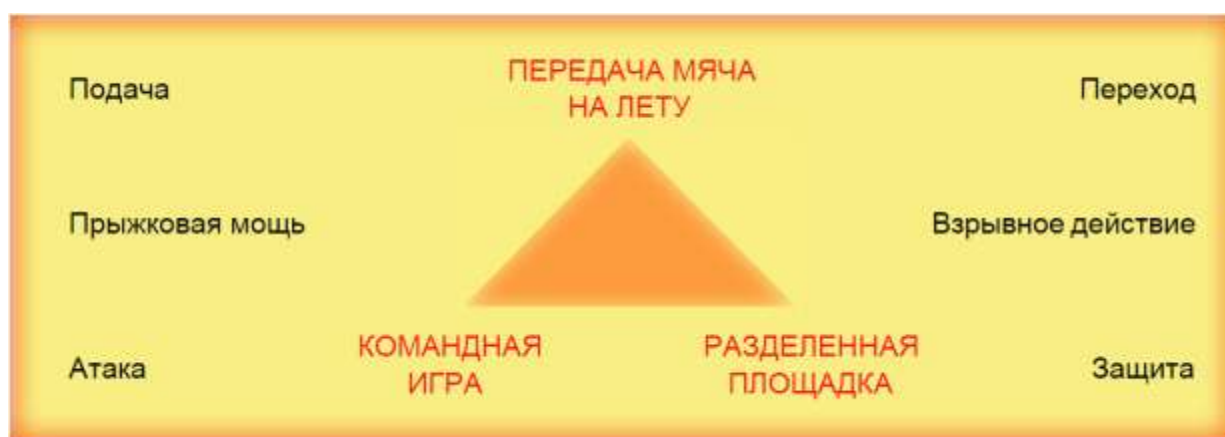 Подача
ПЕРЕДАЧА МЯЧА
НА ЛЕТУ
Переход
Прыжковая мощь
Взрывное действие
Атака
КОМАНДНАЯ
ИГРА
РАЗДЕЛЕННАЯ
ПЛОЩАДКА
Защита